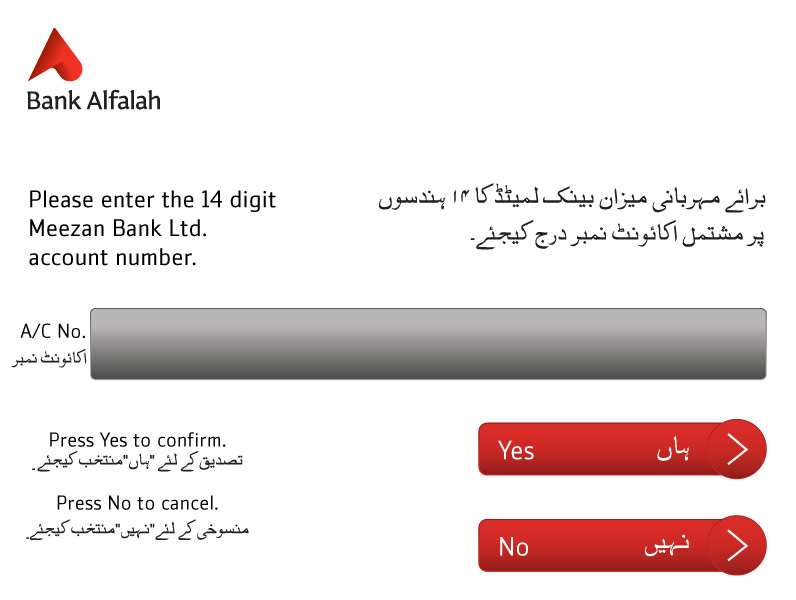 Bank Alfalah
Please enter the 14 digit
Meezan Bank Ltd.
account number.
برائے مہربانی میزان بینک لمیٹڈ کا ۱۴ ہندسوں
پر مشتمل اکائونٹ نمبر درج کیجئے۔
A/C No.
اکائونٹ نمبر
Press Yes to confirm.
تصدیق کے لئے "ہاں" منتخب کیجئے۔
Yes ہاں
Press No to cancel.
منسوخی کے لئے "نہیں" منتخب کیجئے۔
No نہیں